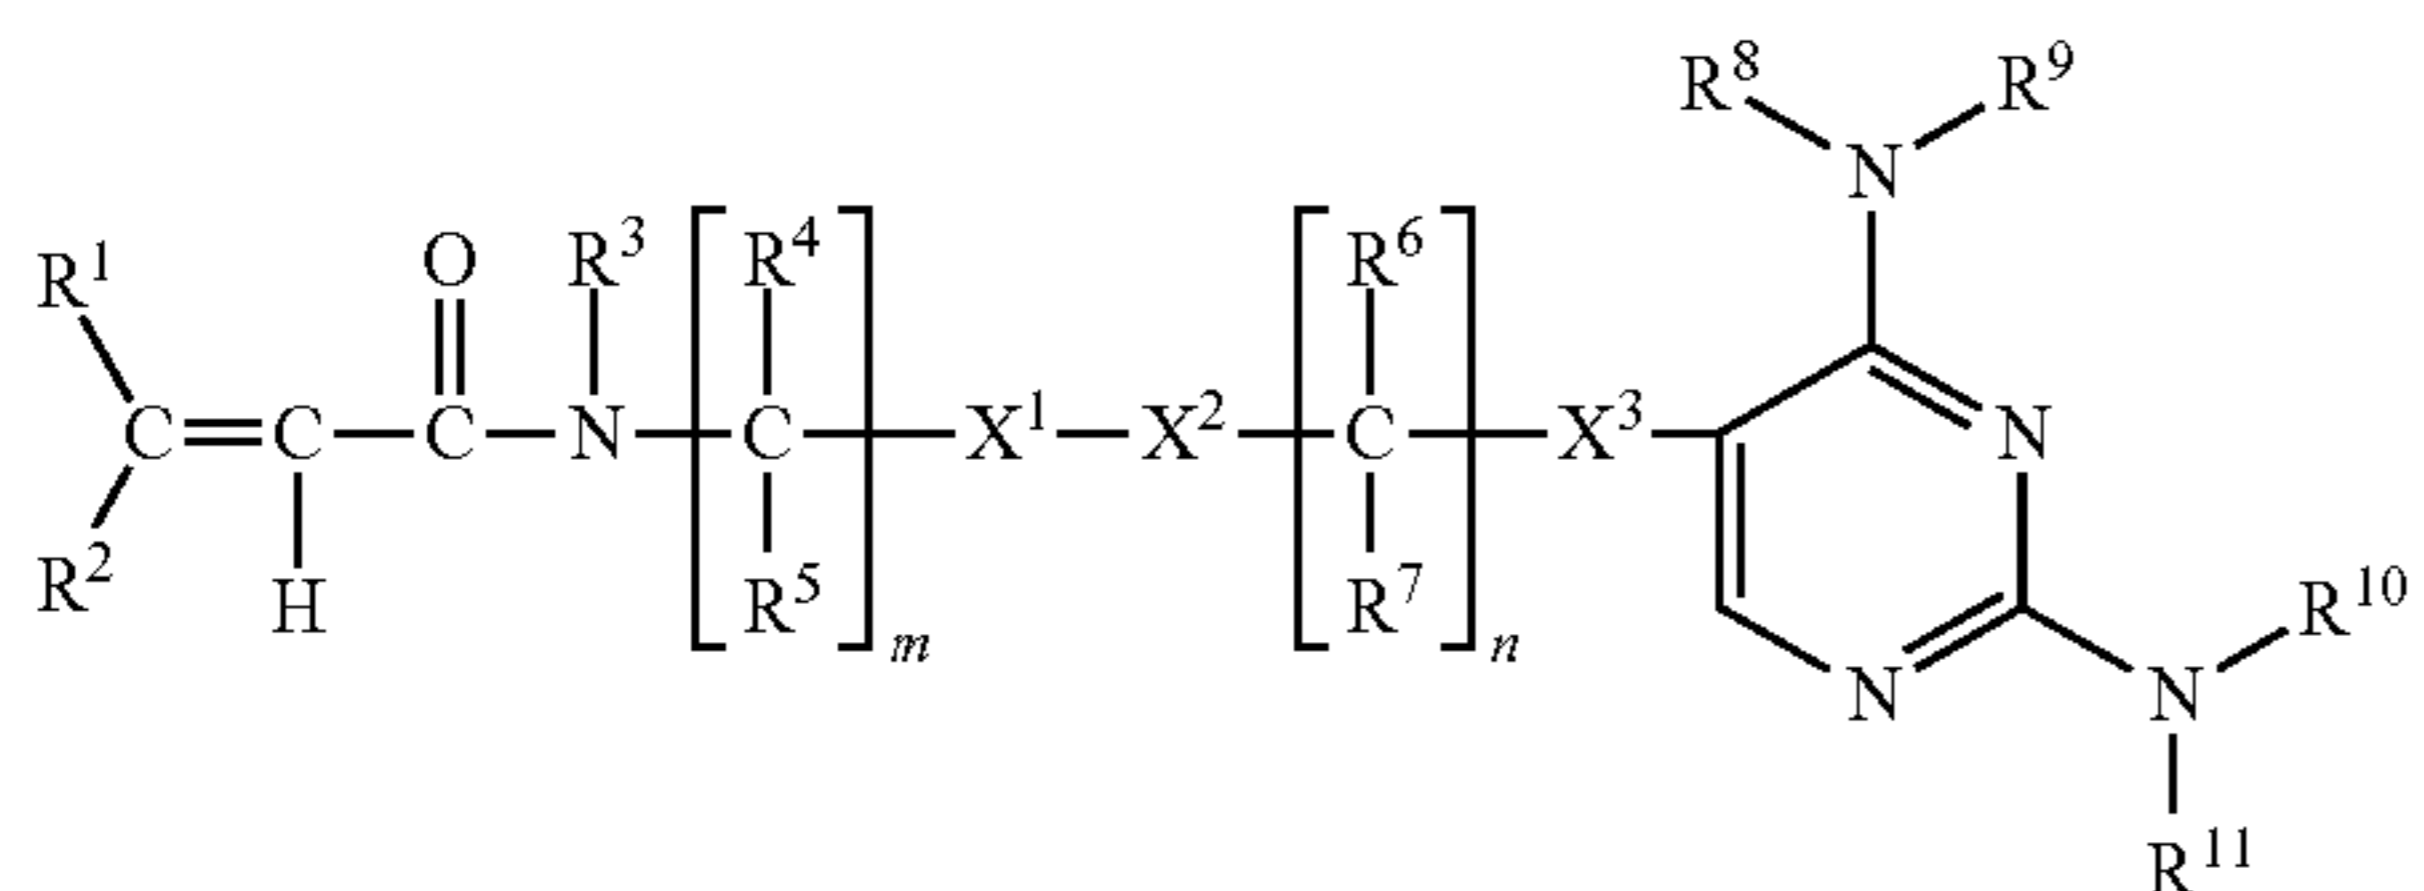 R⁸ R⁹
N
R¹ O R³ R⁴ R⁶
C C C N C X¹ X² C X³ N
R² H R⁵ R⁷ R¹⁰
m n
N N
R¹¹